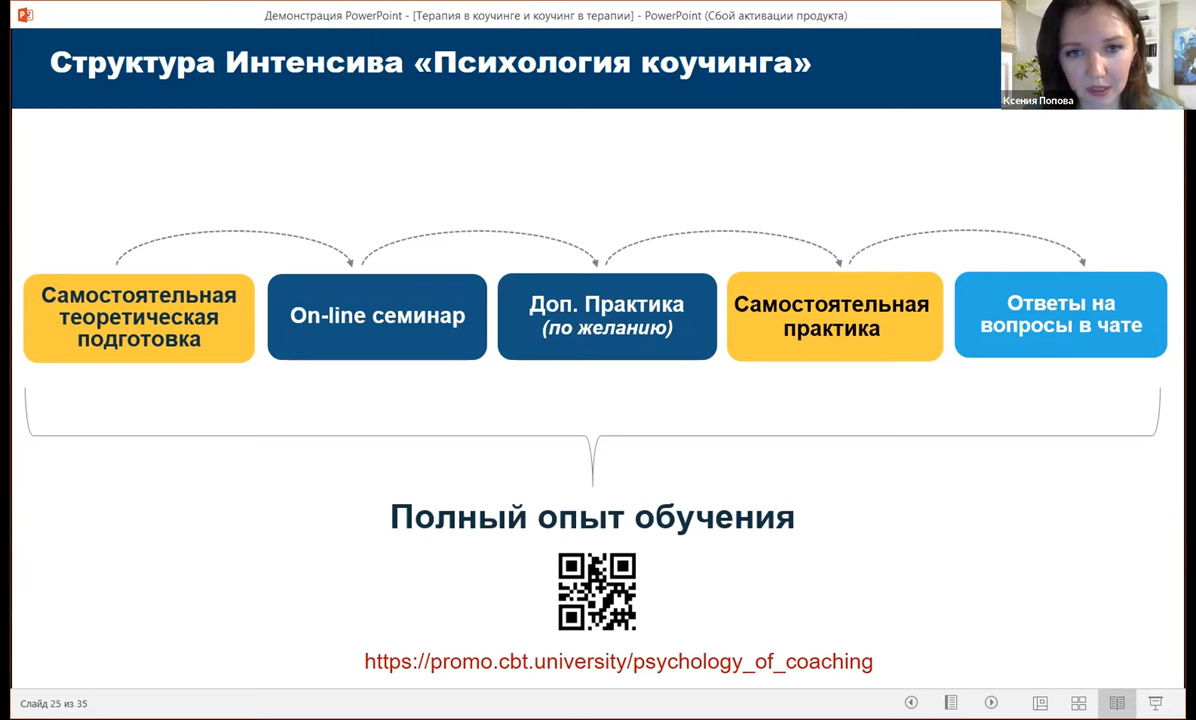 Демонстрация PowerPoint - [Терапия в коучинге и коучинг в терапии] - PowerPoint (Сбой активации продукта)
Структура Интенсива «Психология коучинга»
Ксения Попова
Самостоятельная
теоретическая
подготовка
On-line семинар
Доп. Практика
(по желанию)
Самостоятельная
практика
Ответы на
вопросы в чате
Полный опыт обучения
https://promo.cbt.university/psychology_of_coaching
Слайд 25 из 35